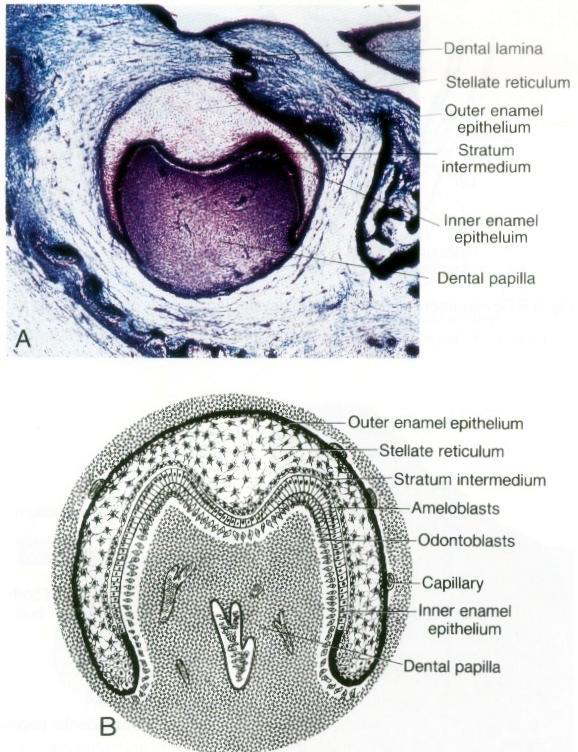 Dental lamina
Stellate reticulum
Outer enamel
epithelium
Stratum
intermedium
Inner enamel
epitheluim
Dental papilla
A
Outer enamel epithelium
Stellate reticulum
Stratum intermedium
Ameloblasts
Odontoblasts
Capillary
Inner enamel
epithelium
Dental papilla
B